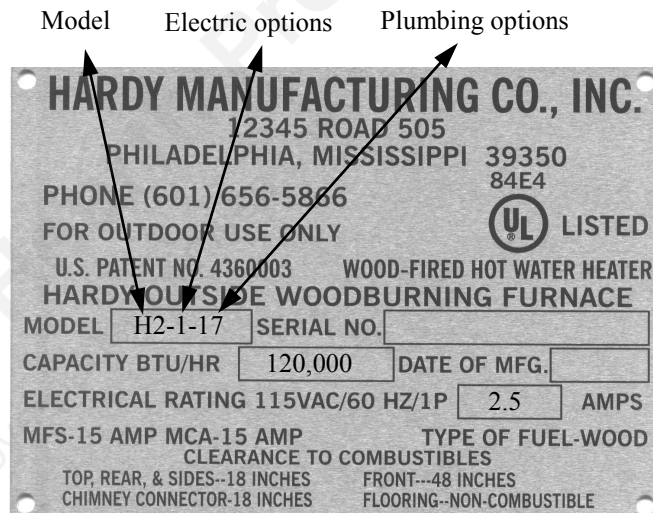 Model Electric options Plumbing options
HARDY MANUFACTURING CO., INC.
12345 ROAD 505
PHILADELPHIA, MISSISSIPPI 39350
84E4
PHONE (601) 656-5866
UL LISTED
FOR OUTDOOR USE ONLY
U.S. PATENT NO. 4360003 WOOD-FIRED HOT WATER HEATER
HARDY OUTSIDE WOODBURNING FURNACE
MODEL H2-1-17 SERIAL NO.
CAPACITY BTU/HR 120,000 DATE OF MFG.
ELECTRICAL RATING 115VAC/60 HZ/1P 2.5 AMPS
MFS-15 AMP MCA-15 AMP TYPE OF FUEL-WOOD
CLEARANCE TO COMBUSTIBLES
TOP, REAR, & SIDES--18 INCHES FRONT---48 INCHES
CHIMNEY CONNECTOR-18 INCHES FLOORING--NON-COMBUSTIBLE